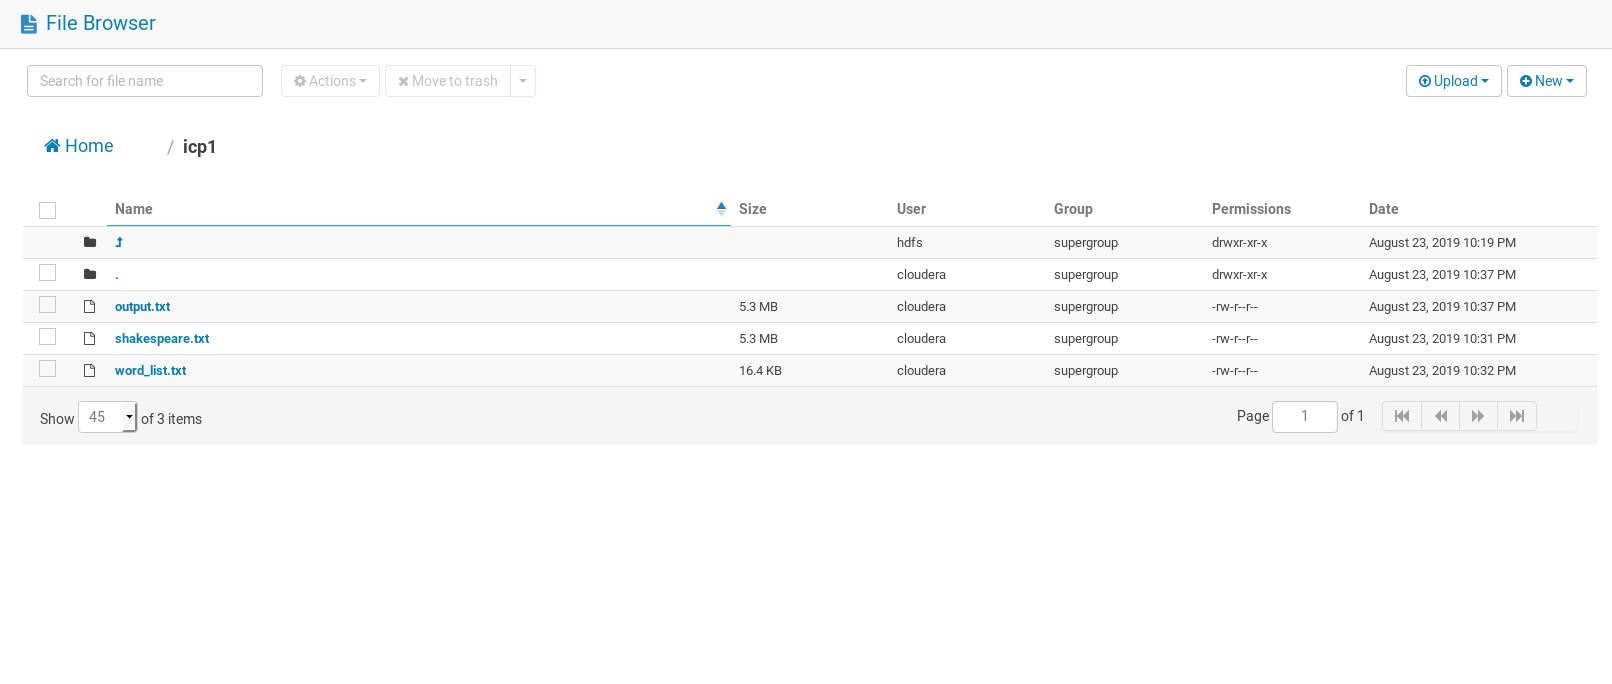 File Browser
Search for file name Actions Move to trash Upload New
Home / icp1
Name Size User Group Permissions Date
hdfs supergroup drwxr-xr-x August 23, 2019 10:19 PM
. cloudera supergroup drwxr-xr-x August 23, 2019 10:37 PM
output.txt 5.3 MB cloudera supergroup -rw-r--r-- August 23, 2019 10:37 PM
shakespeare.txt 5.3 MB cloudera supergroup -rw-r--r-- August 23, 2019 10:31 PM
word_list.txt 16.4 KB cloudera supergroup -rw-r--r-- August 23, 2019 10:32 PM
Show 45 of 3 items Page 1 of 1